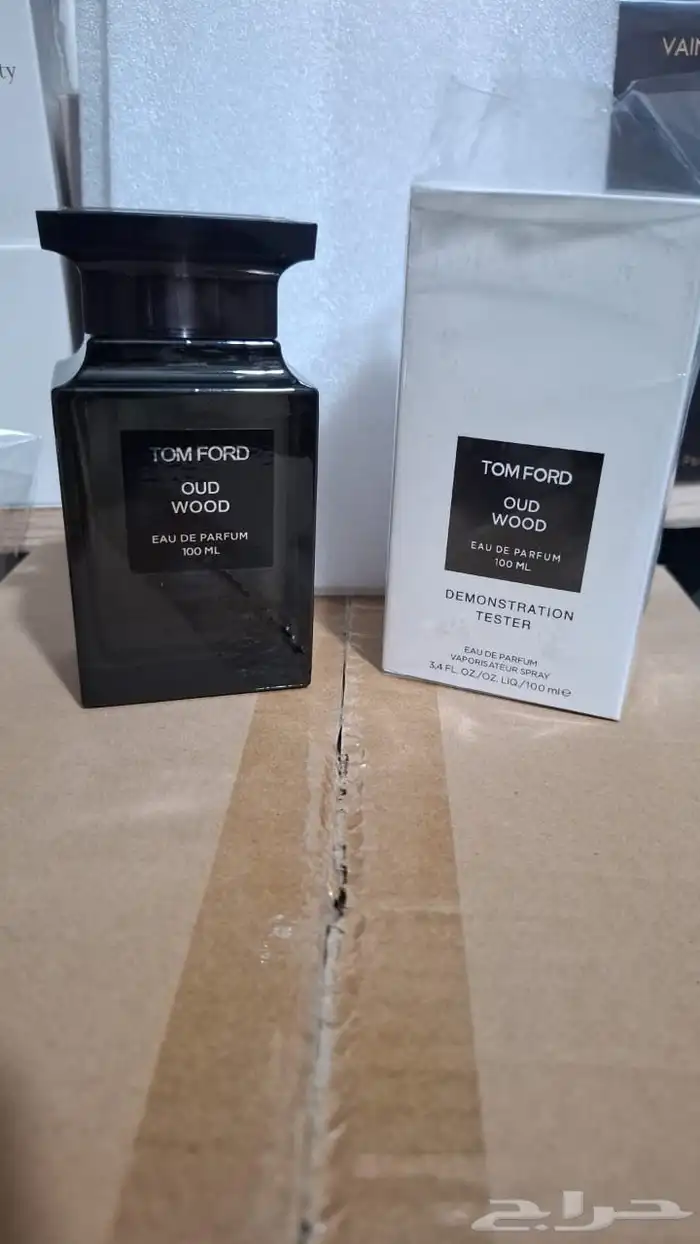 ty
VAIN
TOM FORD
OUD
WOOD
EAU DE PARFUM
100 ML
TOM FORD
OUD
WOOD
EAU DE PARFUM
100 ML
DEMONSTRATION
TESTER
EAU DE PARFUM
VAPORISATEUR SPRAY
3.4 FL. OZ./OZ. LIQ./100 ml ℮
حراج